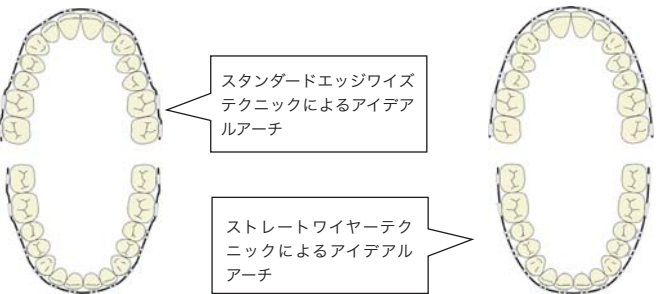 スタンダードエッジワイズ
テクニックによるアイデア
ルアーチ
ストレートワイヤーテク
ニックによるアイデアル
アーチ